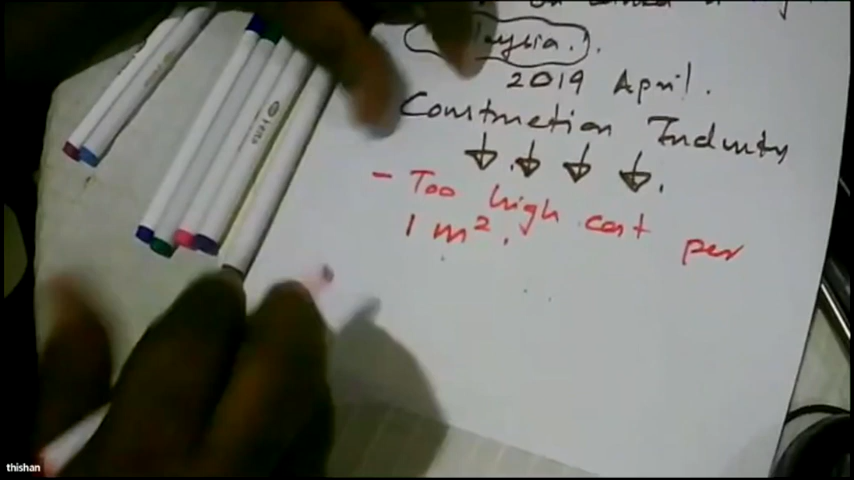 Malaysia.
2019 April.
Construction Industry
- Too high cost per
1 m².
thishan